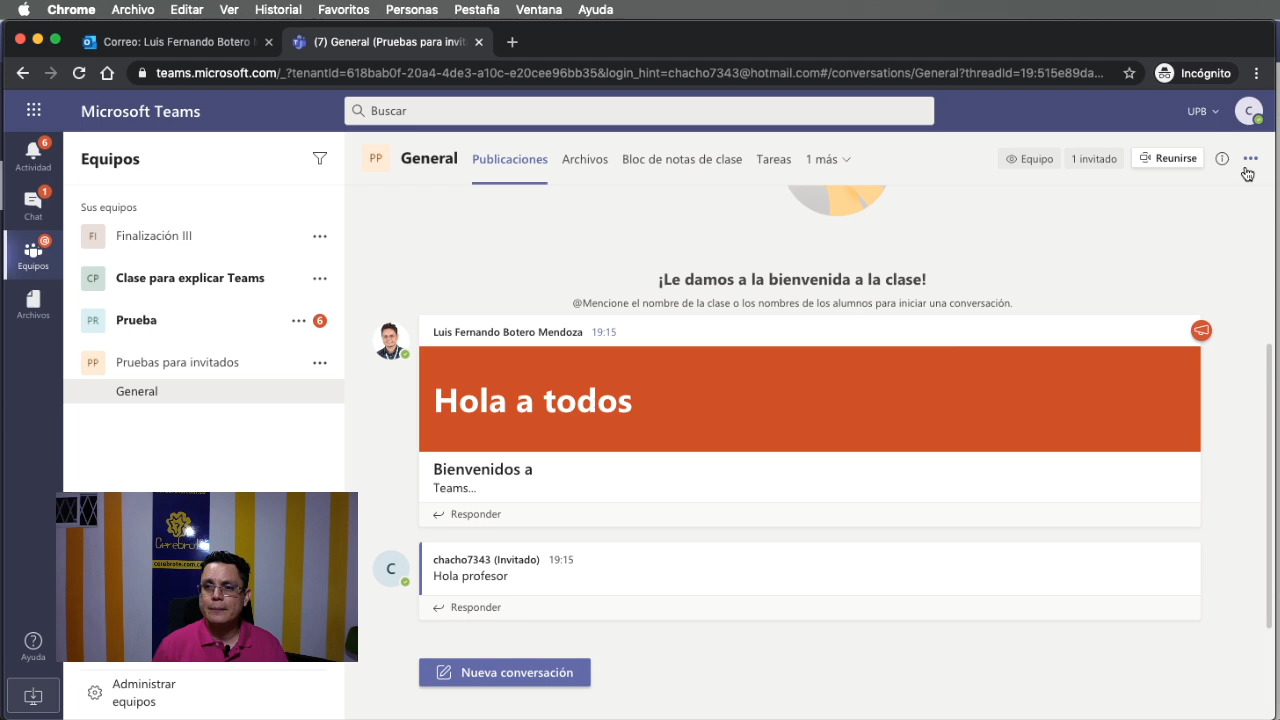 Chrome Archivo Editar Ver Historial Favoritos Personas Pestaña Ventana Ayuda
Correo: Luis Fernando Botero
(7) General (Pruebas para invit
teams.microsoft.com/_?tenantId=618bab0f-20a4-4de3-a10c-e20cee96bb35&login_hint=chacho7343@hotmail.com#/conversations/General?threadId=19:515e89da...
Incógnito
Microsoft Teams
Buscar
UPB
C
6
Actividad
1
Chat
Equipos
Archivos
Ayuda
Equipos
Sus equipos
FI Finalización III
CP Clase para explicar Teams
PR Prueba 6
PP Pruebas para invitados
General
Administrar
equipos
PP General Publicaciones Archivos Bloc de notas de clase Tareas 1 más
Equipo 1 invitado Reunirse
¡Le damos a la bienvenida a la clase!
@Mencione el nombre de la clase o los nombres de los alumnos para iniciar una conversación.
Luis Fernando Botero Mendoza 19:15
Hola a todos
Bienvenidos a
Teams...
Responder
C
chacho7343 (Invitado) 19:15
Hola profesor
Responder
Nueva conversación
Cerebrote
cerebrote.com.co